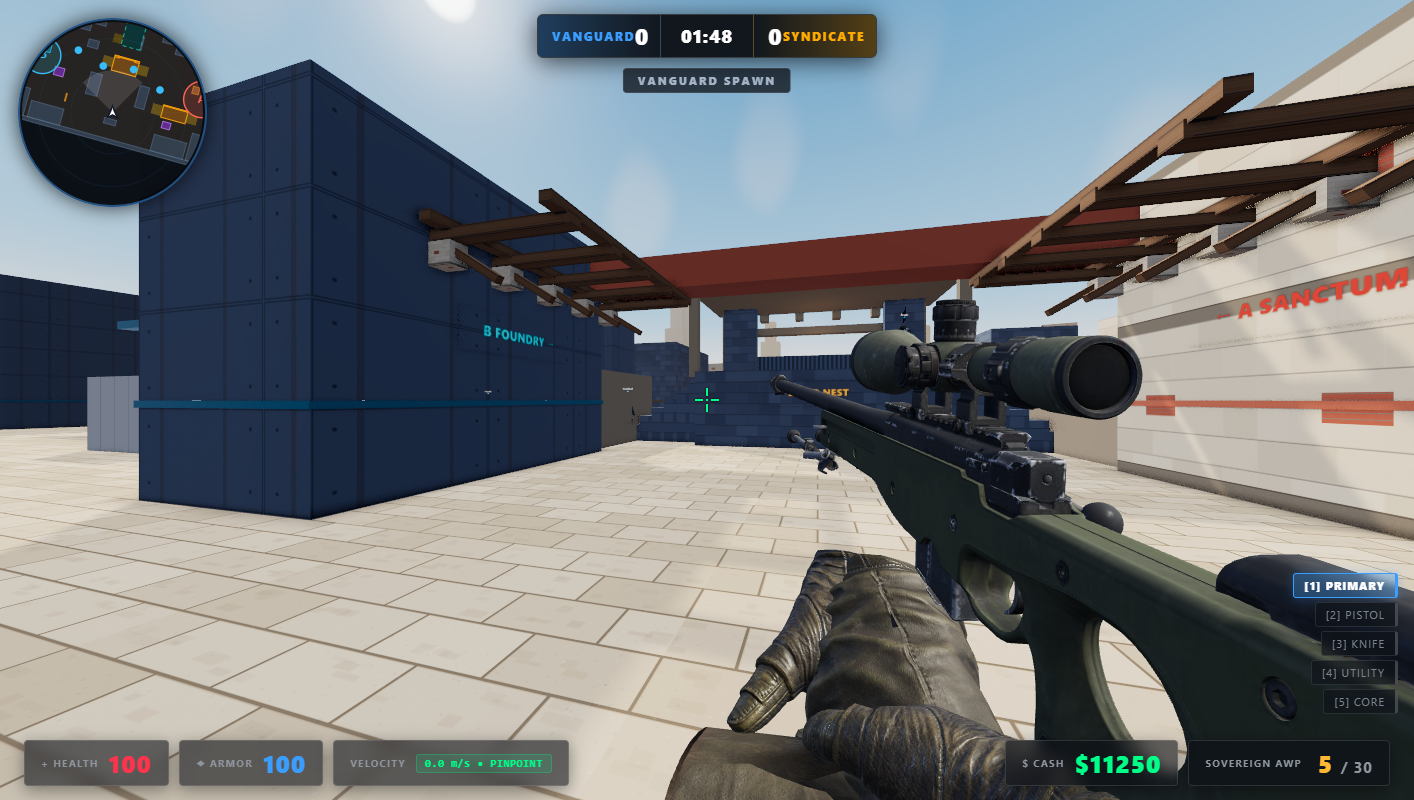 VANGUARD 0 01:48 0 SYNDICATE
VANGUARD SPAWN
A SANCTUM
B FOUNDRY
NEST
[1] PRIMARY
[2] PISTOL
[3] KNIFE
[4] UTILITY
[5] CORE
+ HEALTH 100
ARMOR 100
VELOCITY 0.0 m/s • PINPOINT
$ CASH $11250
SOVEREIGN AWP 5 / 30